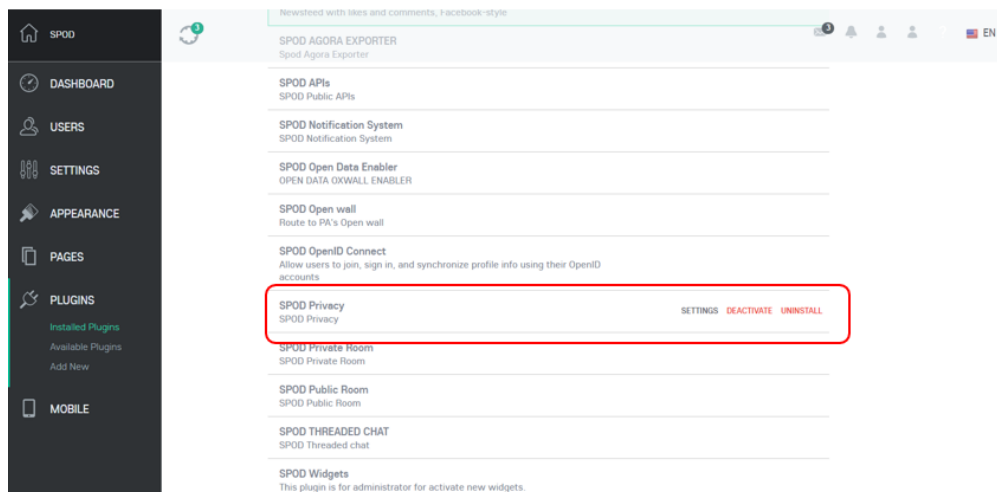 SPOD
3
DASHBOARD
USERS
SETTINGS
APPEARANCE
PAGES
PLUGINS
Installed Plugins
Available Plugins
Add New
MOBILE
Newsfeed with likes and comments, Facebook-style
3
EN
SPOD AGORA EXPORTER
Spod Agora Exporter
SPOD APIs
SPOD Public APIs
SPOD Notification System
SPOD Notification System
SPOD Open Data Enabler
OPEN DATA OXWALL ENABLER
SPOD Open wall
Route to PA's Open wall
SPOD OpenID Connect
Allow users to join, sign in, and synchronize profile info using their OpenID
accounts
SPOD Privacy
SPOD Privacy
SETTINGS DEACTIVATE UNINSTALL
SPOD Private Room
SPOD Private Room
SPOD Public Room
SPOD Public Room
SPOD THREADED CHAT
SPOD Threaded chat
SPOD Widgets
This plugin is for administrator for activate new widgets.